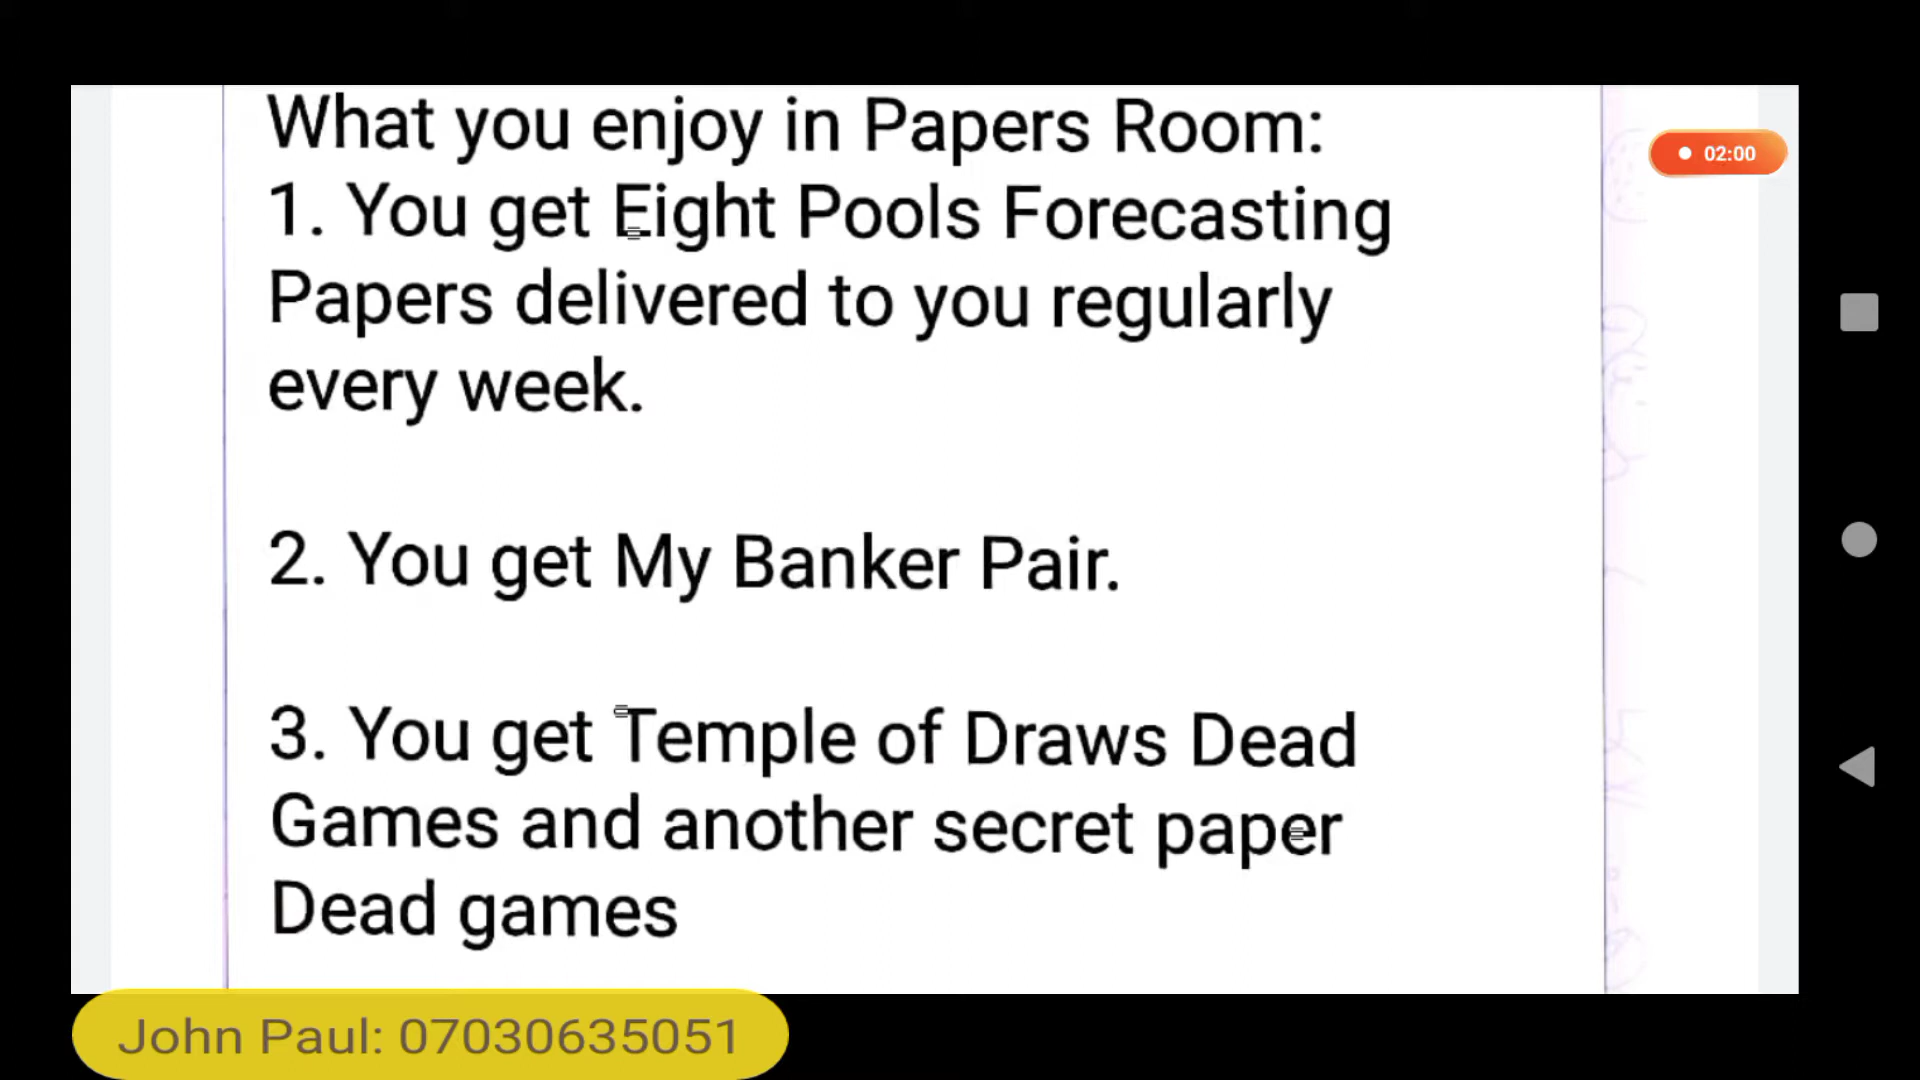 What you enjoy in Papers Room:
02:00
1. You get Eight Pools Forecasting
Papers delivered to you regularly
every week.
2. You get My Banker Pair.
3. You get Temple of Draws Dead
Games and another secret paper
Dead games
John Paul: 07030635051